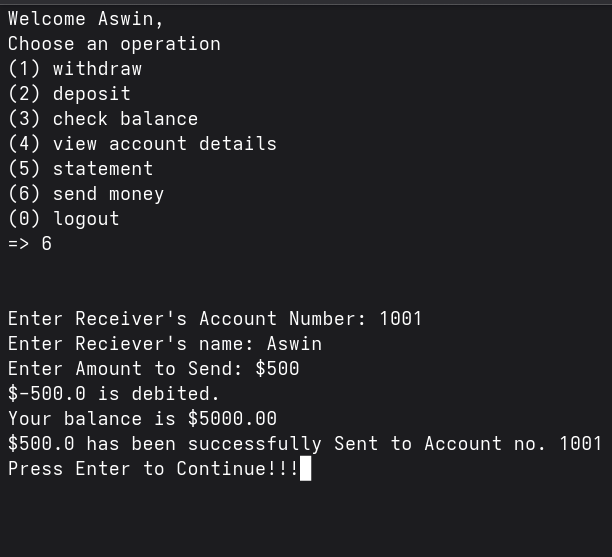 Welcome Aswin,
Choose an operation
(1) withdraw
(2) deposit
(3) check balance
(4) view account details
(5) statement
(6) send money
(0) logout
=> 6
Enter Receiver's Account Number: 1001
Enter Reciever's name: Aswin
Enter Amount to Send: $500
$-500.0 is debited.
Your balance is $5000.00
$500.0 has been successfully Sent to Account no. 1001
Press Enter to Continue!!!